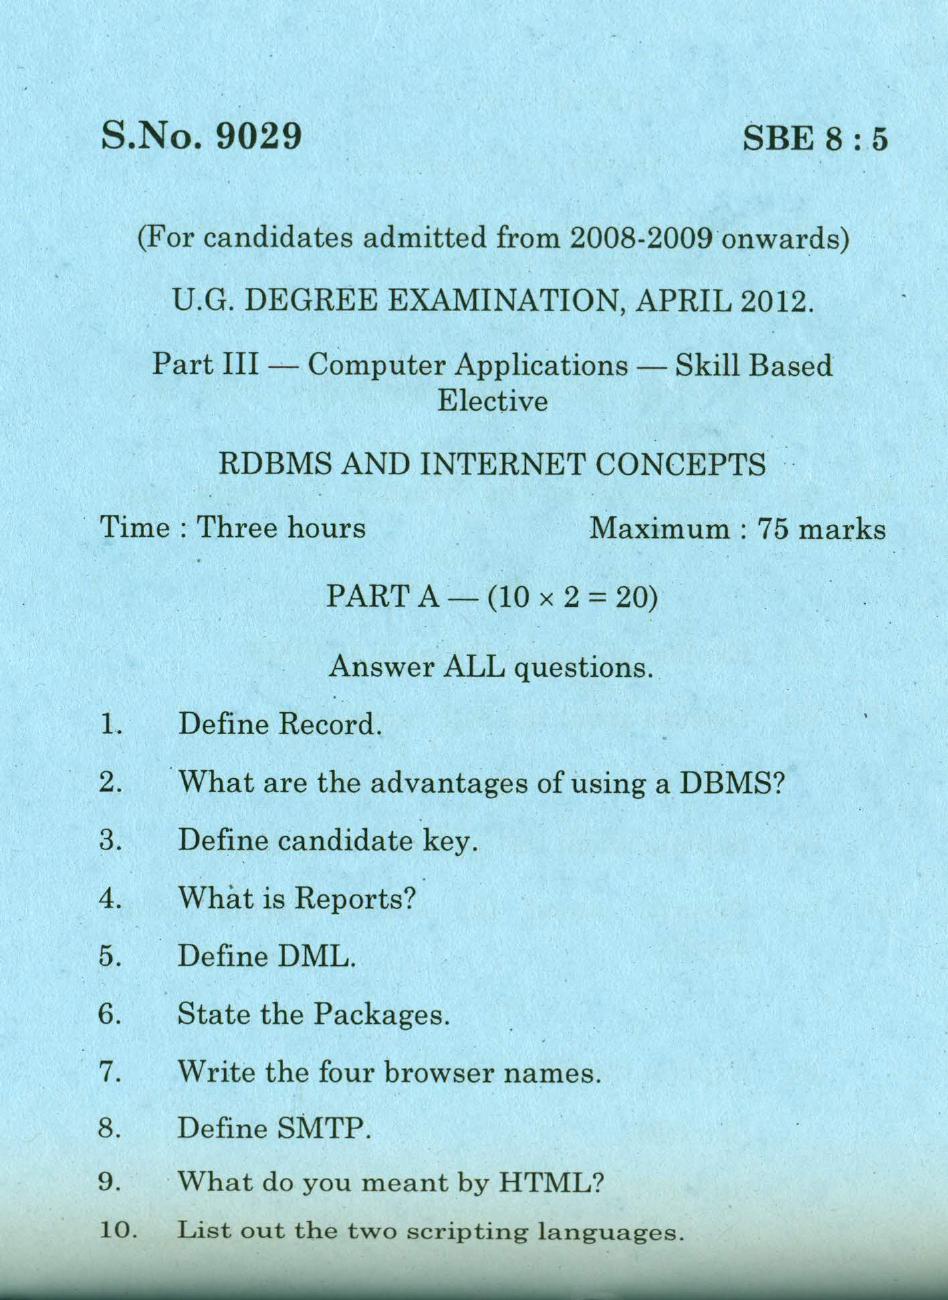 S.No. 9029 SBE 8 : 5
(For candidates admitted from 2008-2009 onwards)
U.G. DEGREE EXAMINATION, APRIL 2012.
Part III — Computer Applications — Skill Based
Elective
RDBMS AND INTERNET CONCEPTS
Time : Three hours Maximum : 75 marks
PART A — (10 × 2 = 20)
Answer ALL questions.
1. Define Record.
2. What are the advantages of using a DBMS?
3. Define candidate key.
4. What is Reports?
5. Define DML.
6. State the Packages.
7. Write the four browser names.
8. Define SMTP.
9. What do you meant by HTML?
10. List out the two scripting languages.